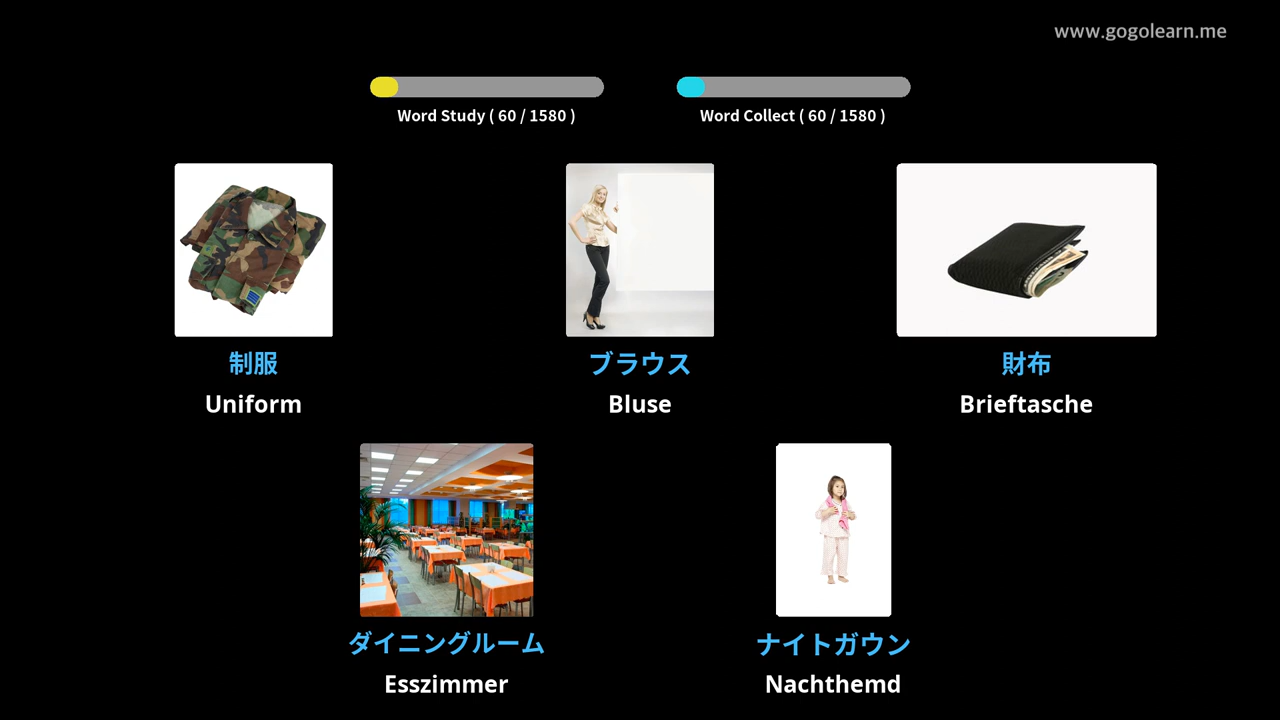 www.gogolearn.me
Word Study ( 60 / 1580 )
Word Collect ( 60 / 1580 )
制服
Uniform
ブラウス
Bluse
財布
Brieftasche
ダイニングルーム
Esszimmer
ナイトガウン
Nachthemd